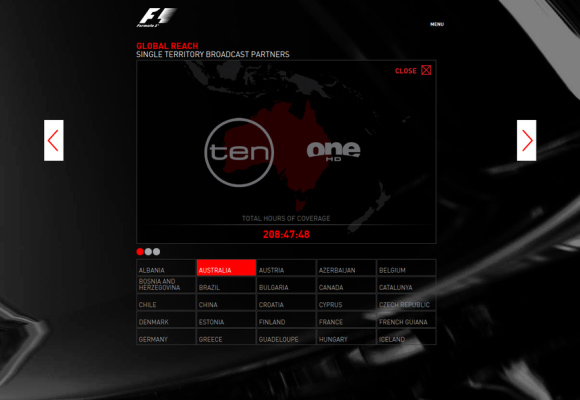 F1
Formula 1
MENU
GLOBAL REACH
SINGLE TERRITORY BROADCAST PARTNERS
CLOSE
ten
one
HD
TOTAL HOURS OF COVERAGE
208:47:48
ALBANIA
AUSTRALIA
AUSTRIA
AZERBAIJAN
BELGIUM
BOSNIA AND
HERZEGOVINA
BRAZIL
BULGARIA
CANADA
CATALUNYA
CHILE
CHINA
CROATIA
CYPRUS
CZECH REPUBLIC
DENMARK
ESTONIA
FINLAND
FRANCE
FRENCH GUIANA
GERMANY
GREECE
GUADELOUPE
HUNGARY
ICELAND